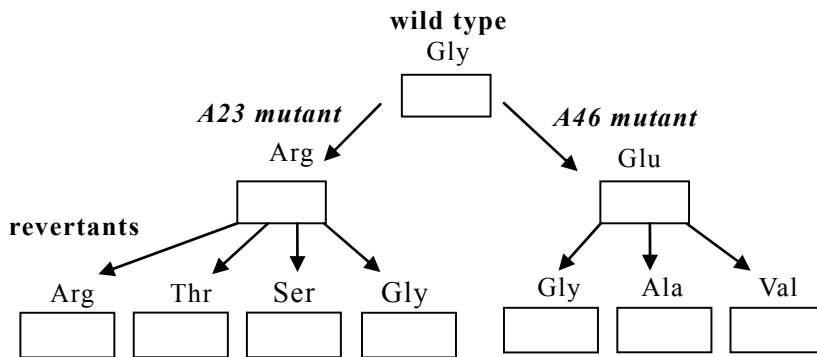 wild type
Gly
A23 mutant
A46 mutant
Arg
Glu
revertants
Arg
Thr
Ser
Gly
Gly
Ala
Val